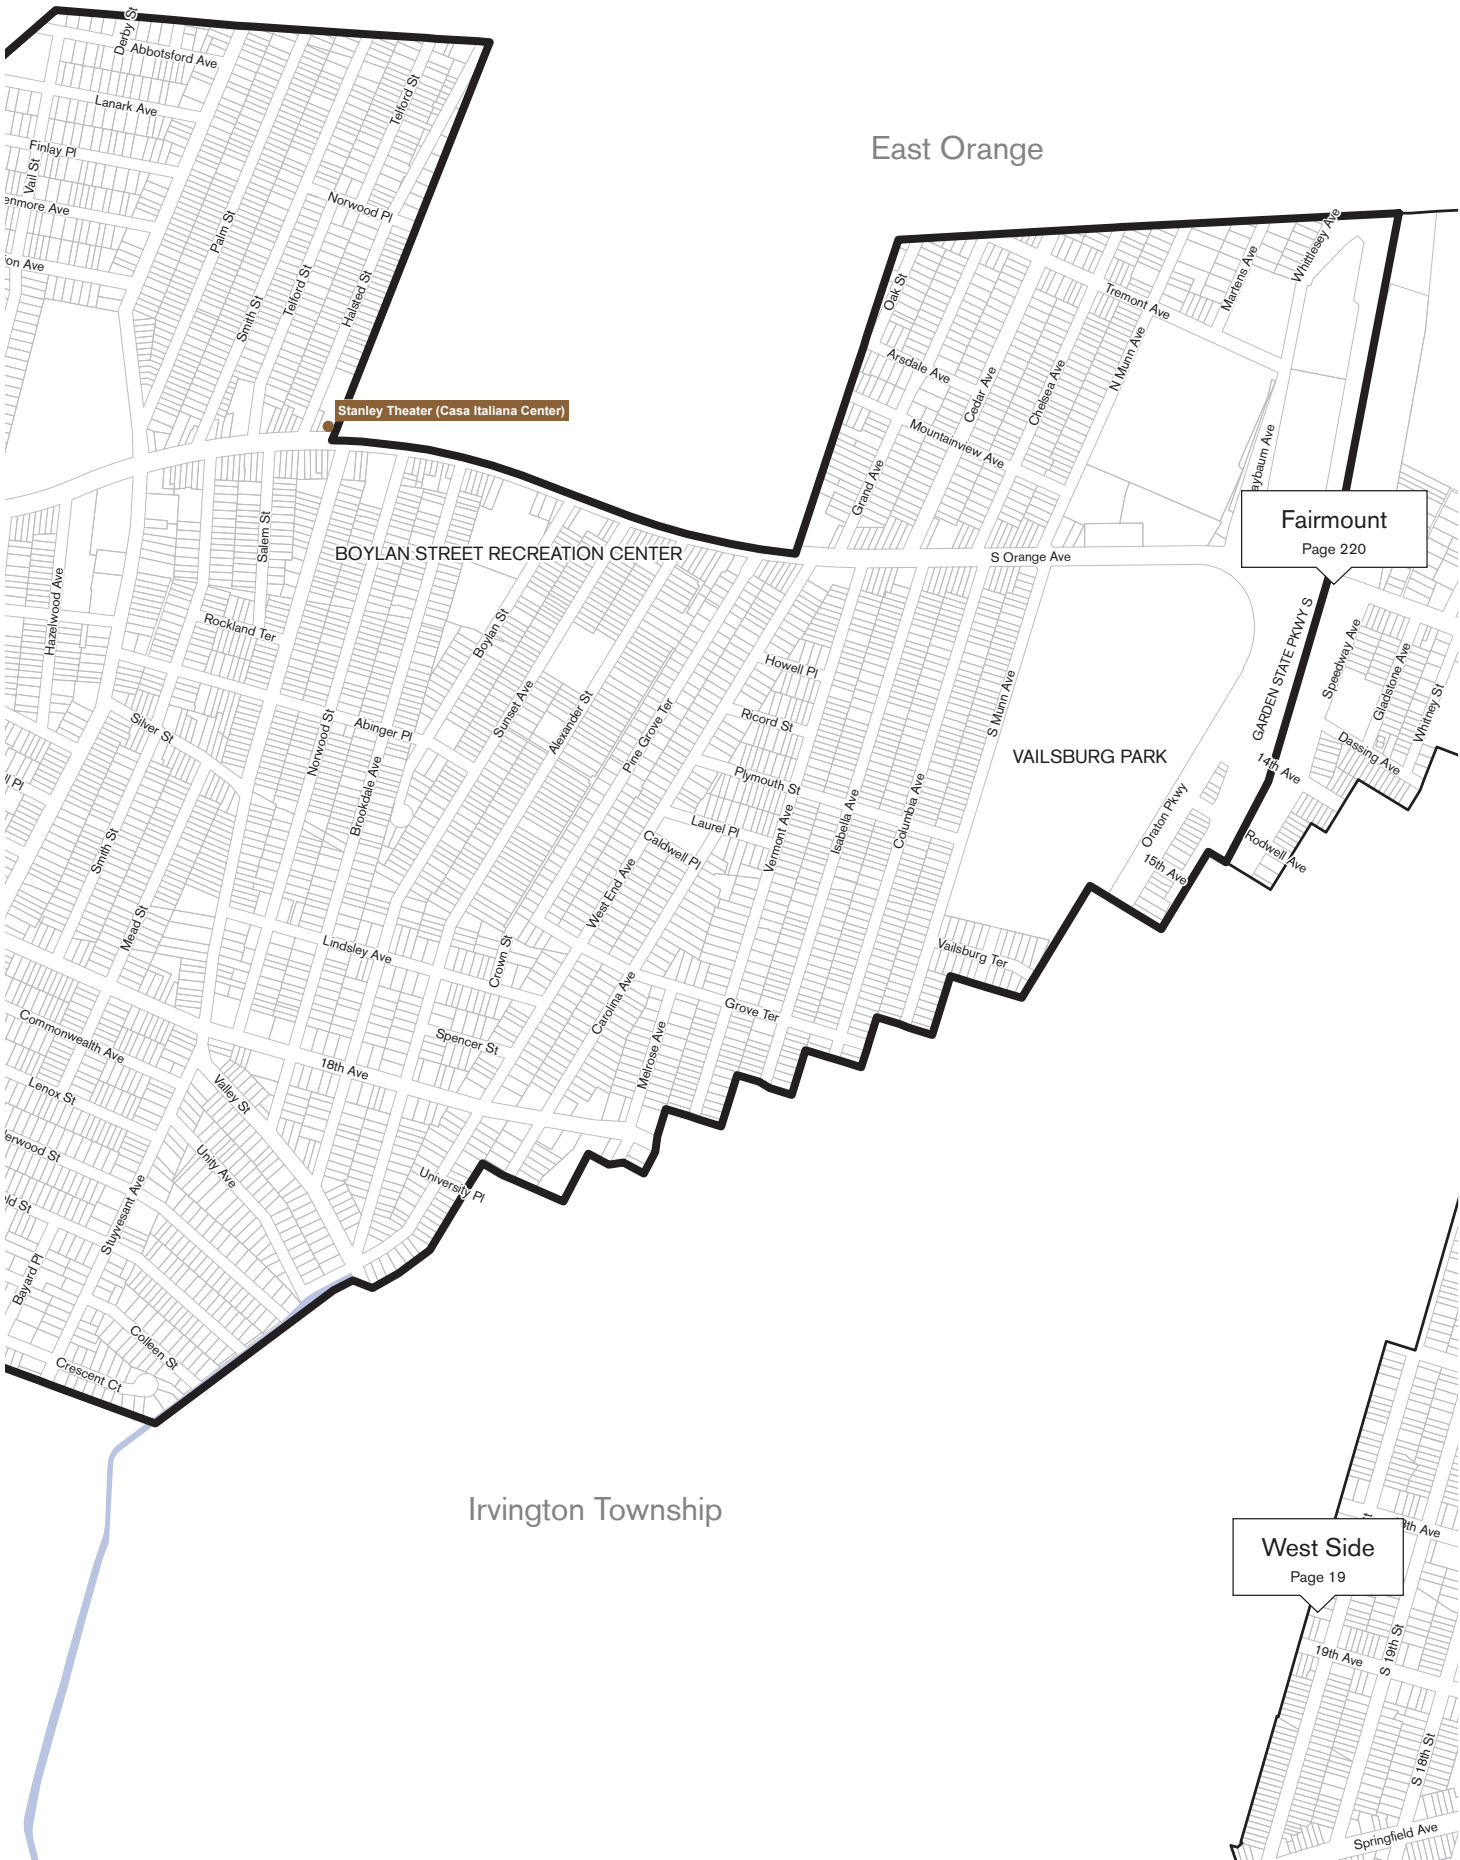 Derby St
Abbotsford Ave
Lanark Ave
Telford St
East Orange
Finlay Pl
Vail St
Norwood Pl
enmore Ave
Palm St
Whittlesey Ave
ion Ave
Telford St
Halsted St
Smith St
Oak St
Martens Ave
Tremont Ave
N Munn Ave
Arsdale Ave
Cedar Ave
Chelsea Ave
Stanley Theater (Casa Italiana Center)
Mountainview Ave
aybaum Ave
Grand Ave
Fairmount
Page 220
Salem St
BOYLAN STREET RECREATION CENTER
S Orange Ave
Hazelwood Ave
Rockland Ter
Boylan St
Howell Pl
GARDEN STATE PKWY S
Speedway Ave
Gladstone Ave
Whitney St
Silver St
Norwood St
Abinger Pl
Sunset Ave
Alexander St
Pine Grove Ter
Ricord St
S Munn Ave
VAILSBURG PARK
Dassing Ave
14th Ave
Plymouth St
ll Pl
Brookdale Ave
Laurel Pl
Vermont Ave
Isabella Ave
Columbia Ave
Oraton Pkwy
Smith St
Caldwell Pl
15th Ave
Rodwell Ave
West End Ave
Mead St
Lindsley Ave
Crown St
Vailsburg Ter
Carolina Ave
Grove Ter
Commonwealth Ave
Spencer St
Melrose Ave
18th Ave
Lenox St
Valley St
erwood St
Unity Ave
University Pl
ld St
Stuyvesant Ave
Bayard Pl
Colleen St
Crescent Ct
Irvington Township
8th Ave
West Side
Page 19
19th Ave
S 19th St
S 18th St
Springfield Ave